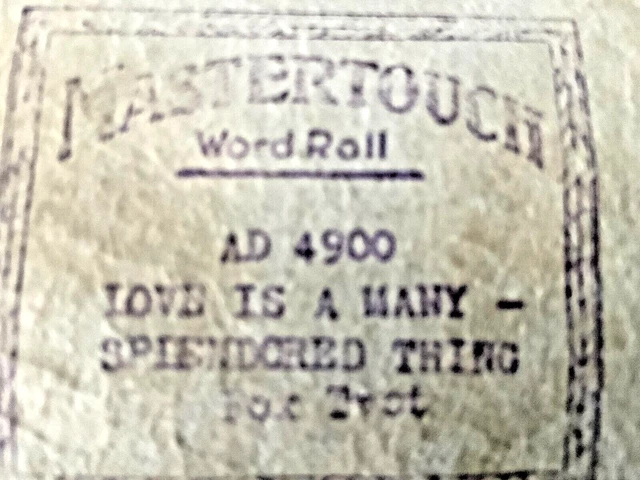 MASTERTOUCH
Word Roll
AD 4900
LOVE IS A MANY -
SPLENDORED THING
Fox Trot